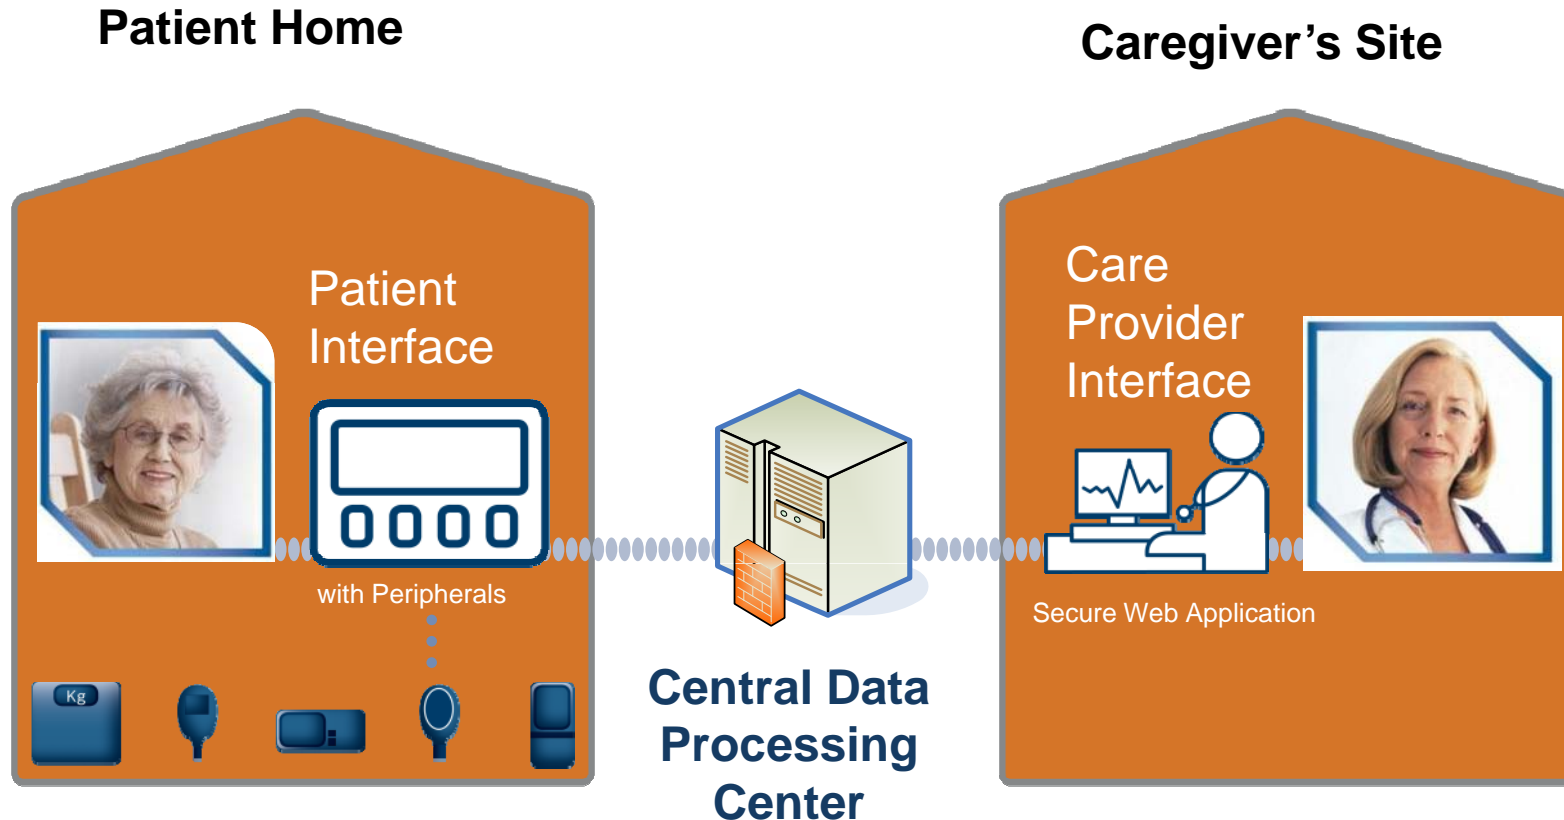 Patient Home
Caregiver’s Site
Patient
Interface
with Peripherals
Kg
Central Data
Processing
Center
Care
Provider
Interface
Secure Web Application